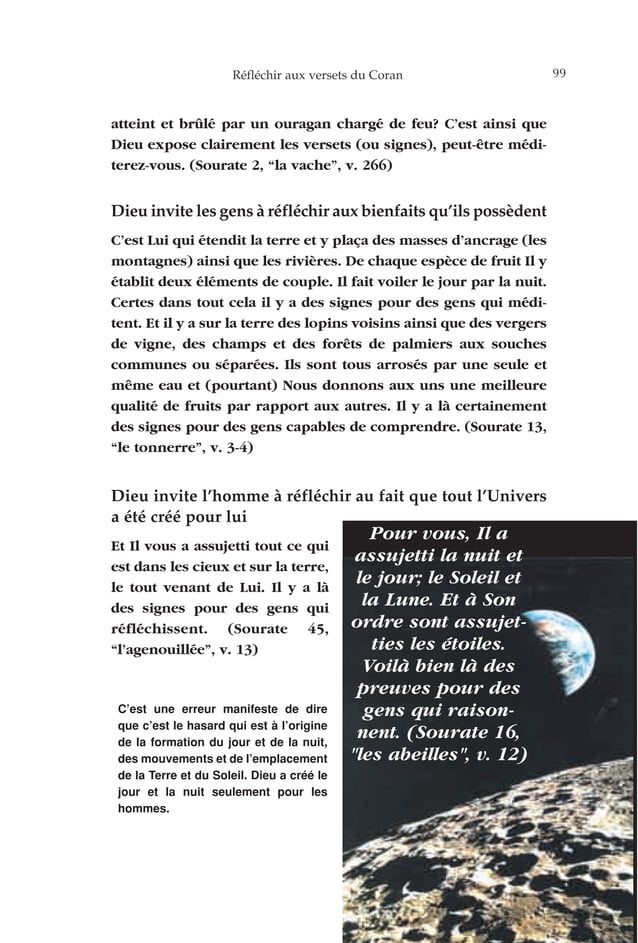 Réfléchir aux versets du Coran
99
atteint et brûlé par un ouragan chargé de feu? C’est ainsi que
Dieu expose clairement les versets (ou signes), peut-être médi-
terez-vous. (Sourate 2, “la vache”, v. 266)
Dieu invite les gens à réfléchir aux bienfaits qu’ils possèdent
C’est Lui qui étendit la terre et y plaça des masses d’ancrage (les
montagnes) ainsi que les rivières. De chaque espèce de fruit Il y
établit deux éléments de couple. Il fait voiler le jour par la nuit.
Certes dans tout cela il y a des signes pour des gens qui médi-
tent. Et il y a sur la terre des lopins voisins ainsi que des vergers
de vigne, des champs et des forêts de palmiers aux souches
communes ou séparées. Ils sont tous arrosés par une seule et
même eau et (pourtant) Nous donnons aux uns une meilleure
qualité de fruits par rapport aux autres. Il y a là certainement
des signes pour des gens capables de comprendre. (Sourate 13,
“le tonnerre”, v. 3-4)
Dieu invite l’homme à réfléchir au fait que tout l’Univers
a été créé pour lui
Et Il vous a assujetti tout ce qui
est dans les cieux et sur la terre,
le tout venant de Lui. Il y a là
des signes pour des gens qui
réfléchissent. (Sourate 45,
“l’agenouillée”, v. 13)
C’est une erreur manifeste de dire
que c’est le hasard qui est à l’origine
de la formation du jour et de la nuit,
des mouvements et de l’emplacement
de la Terre et du Soleil. Dieu a créé le
jour et la nuit seulement pour les
hommes.
Pour vous, Il a
assujetti la nuit et
le jour; le Soleil et
la Lune. Et à Son
ordre sont assujet-
ties les étoiles.
Voilà bien là des
preuves pour des
gens qui raison-
nent. (Sourate 16,
"les abeilles", v. 12)